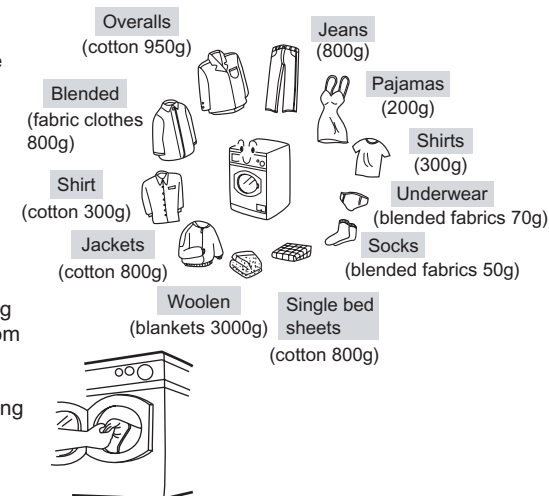 Overalls
(cotton 950g)
Jeans
(800g)
Blended
(fabric clothes
800g)
Pajamas
(200g)
Shirts
(300g)
Shirt
(cotton 300g)
Underwear
(blended fabrics 70g)
Jackets
(cotton 800g)
Socks
(blended fabrics 50g)
Woolen
(blankets 3000g)
Single bed
sheets
(cotton 800g)